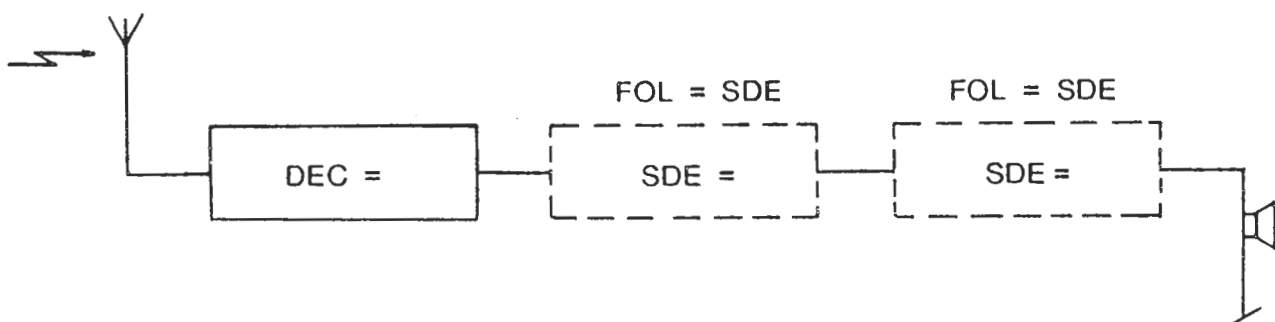 FOL = SDE
FOL = SDE
DEC =
SDE =
SDE =